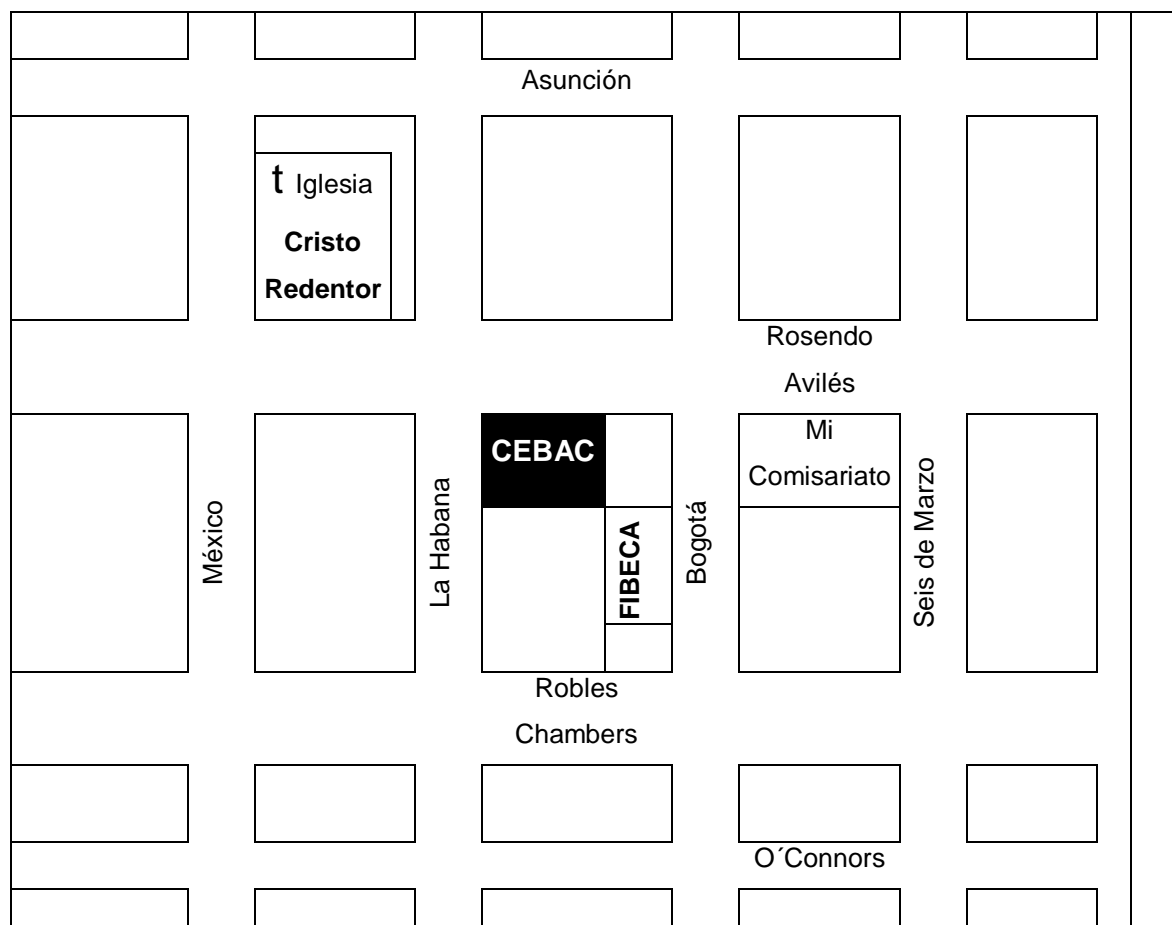 Asunción
t Iglesia
Cristo
Redentor
Rosendo
Avilés
CEBAC
Mi
Comisariato
México
La Habana
FIBECA
Bogotá
Seis de Marzo
Robles
Chambers
O´Connors